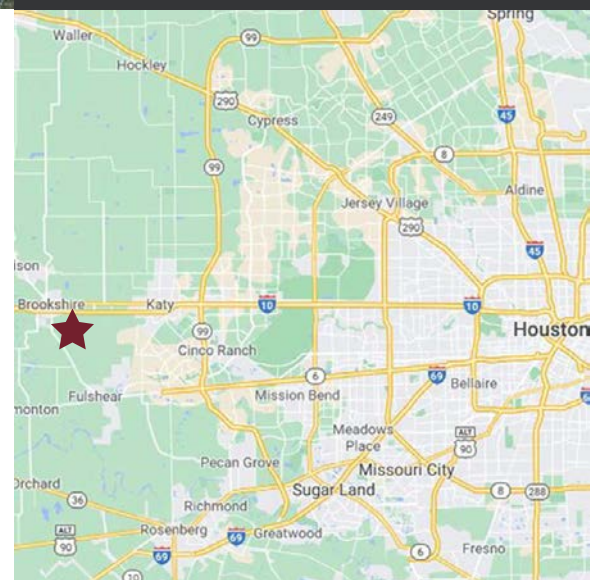 Spring
Waller
99
Hockley
290
45
Cypress
249
8
99
Aldine
Jersey Village
290
45
ison
Brookshire
Katy
10
10
99
Houston
Cinco Ranch
6
69
Bellaire
Fulshear
Mission Bend
monton
Meadows
Place
ALT
90
Pecan Grove
Missouri City
Orchard
Sugar Land
8
288
36
Richmond
ALT
90
Rosenberg
69
Greatwood
69
6
Fresno
10